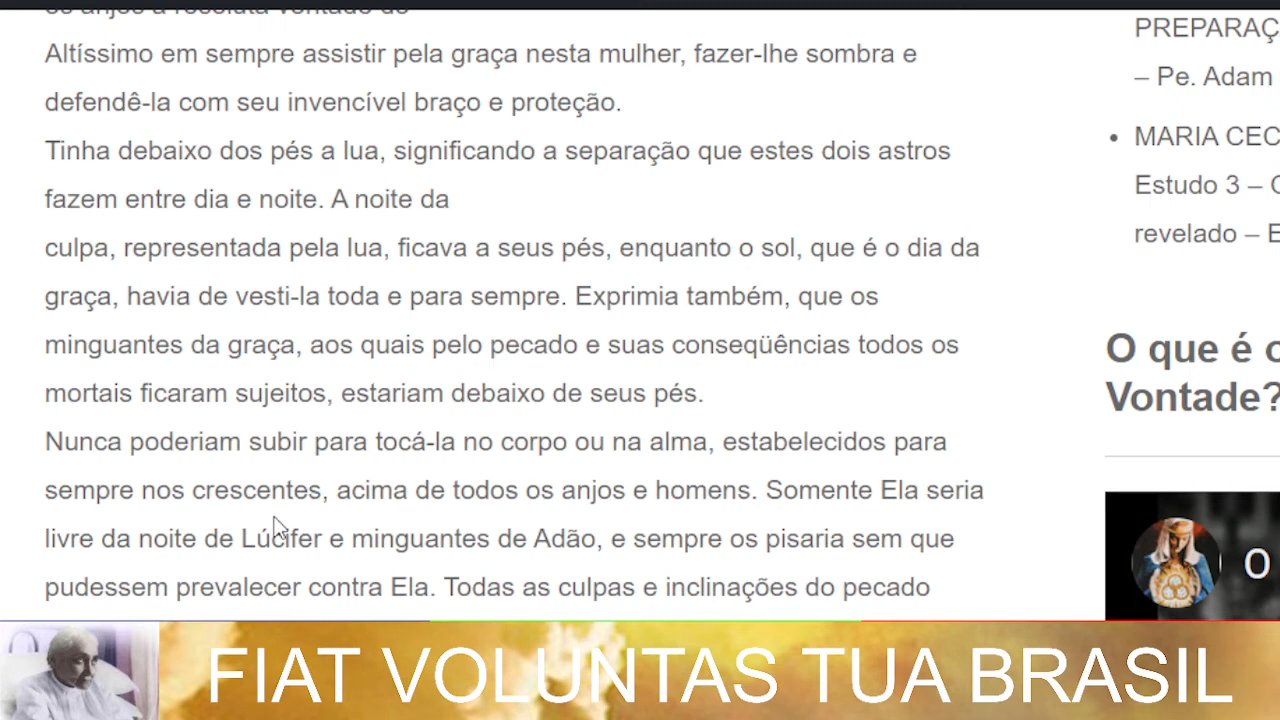 os anjos a resoluta vontade do
Altíssimo em sempre assistir pela graça nesta mulher, fazer-lhe sombra e
defendê-la com seu invencível braço e proteção.
Tinha debaixo dos pés a lua, significando a separação que estes dois astros
fazem entre dia e noite. A noite da
culpa, representada pela lua, ficava a seus pés, enquanto o sol, que é o dia da
graça, havia de vesti-la toda e para sempre. Exprimia também, que os
minguantes da graça, aos quais pelo pecado e suas conseqüências todos os
mortais ficaram sujeitos, estariam debaixo de seus pés.
Nunca poderiam subir para tocá-la no corpo ou na alma, estabelecidos para
sempre nos crescentes, acima de todos os anjos e homens. Somente Ela seria
livre da noite de Lúcifer e minguantes de Adão, e sempre os pisaria sem que
pudessem prevalecer contra Ela. Todas as culpas e inclinações do pecado
PREPARAÇ
– Pe. Adam
• MARIA CEC
Estudo 3 –
revelado – E
O que é o
Vontade?
O
FIAT VOLUNTAS TUA BRASIL